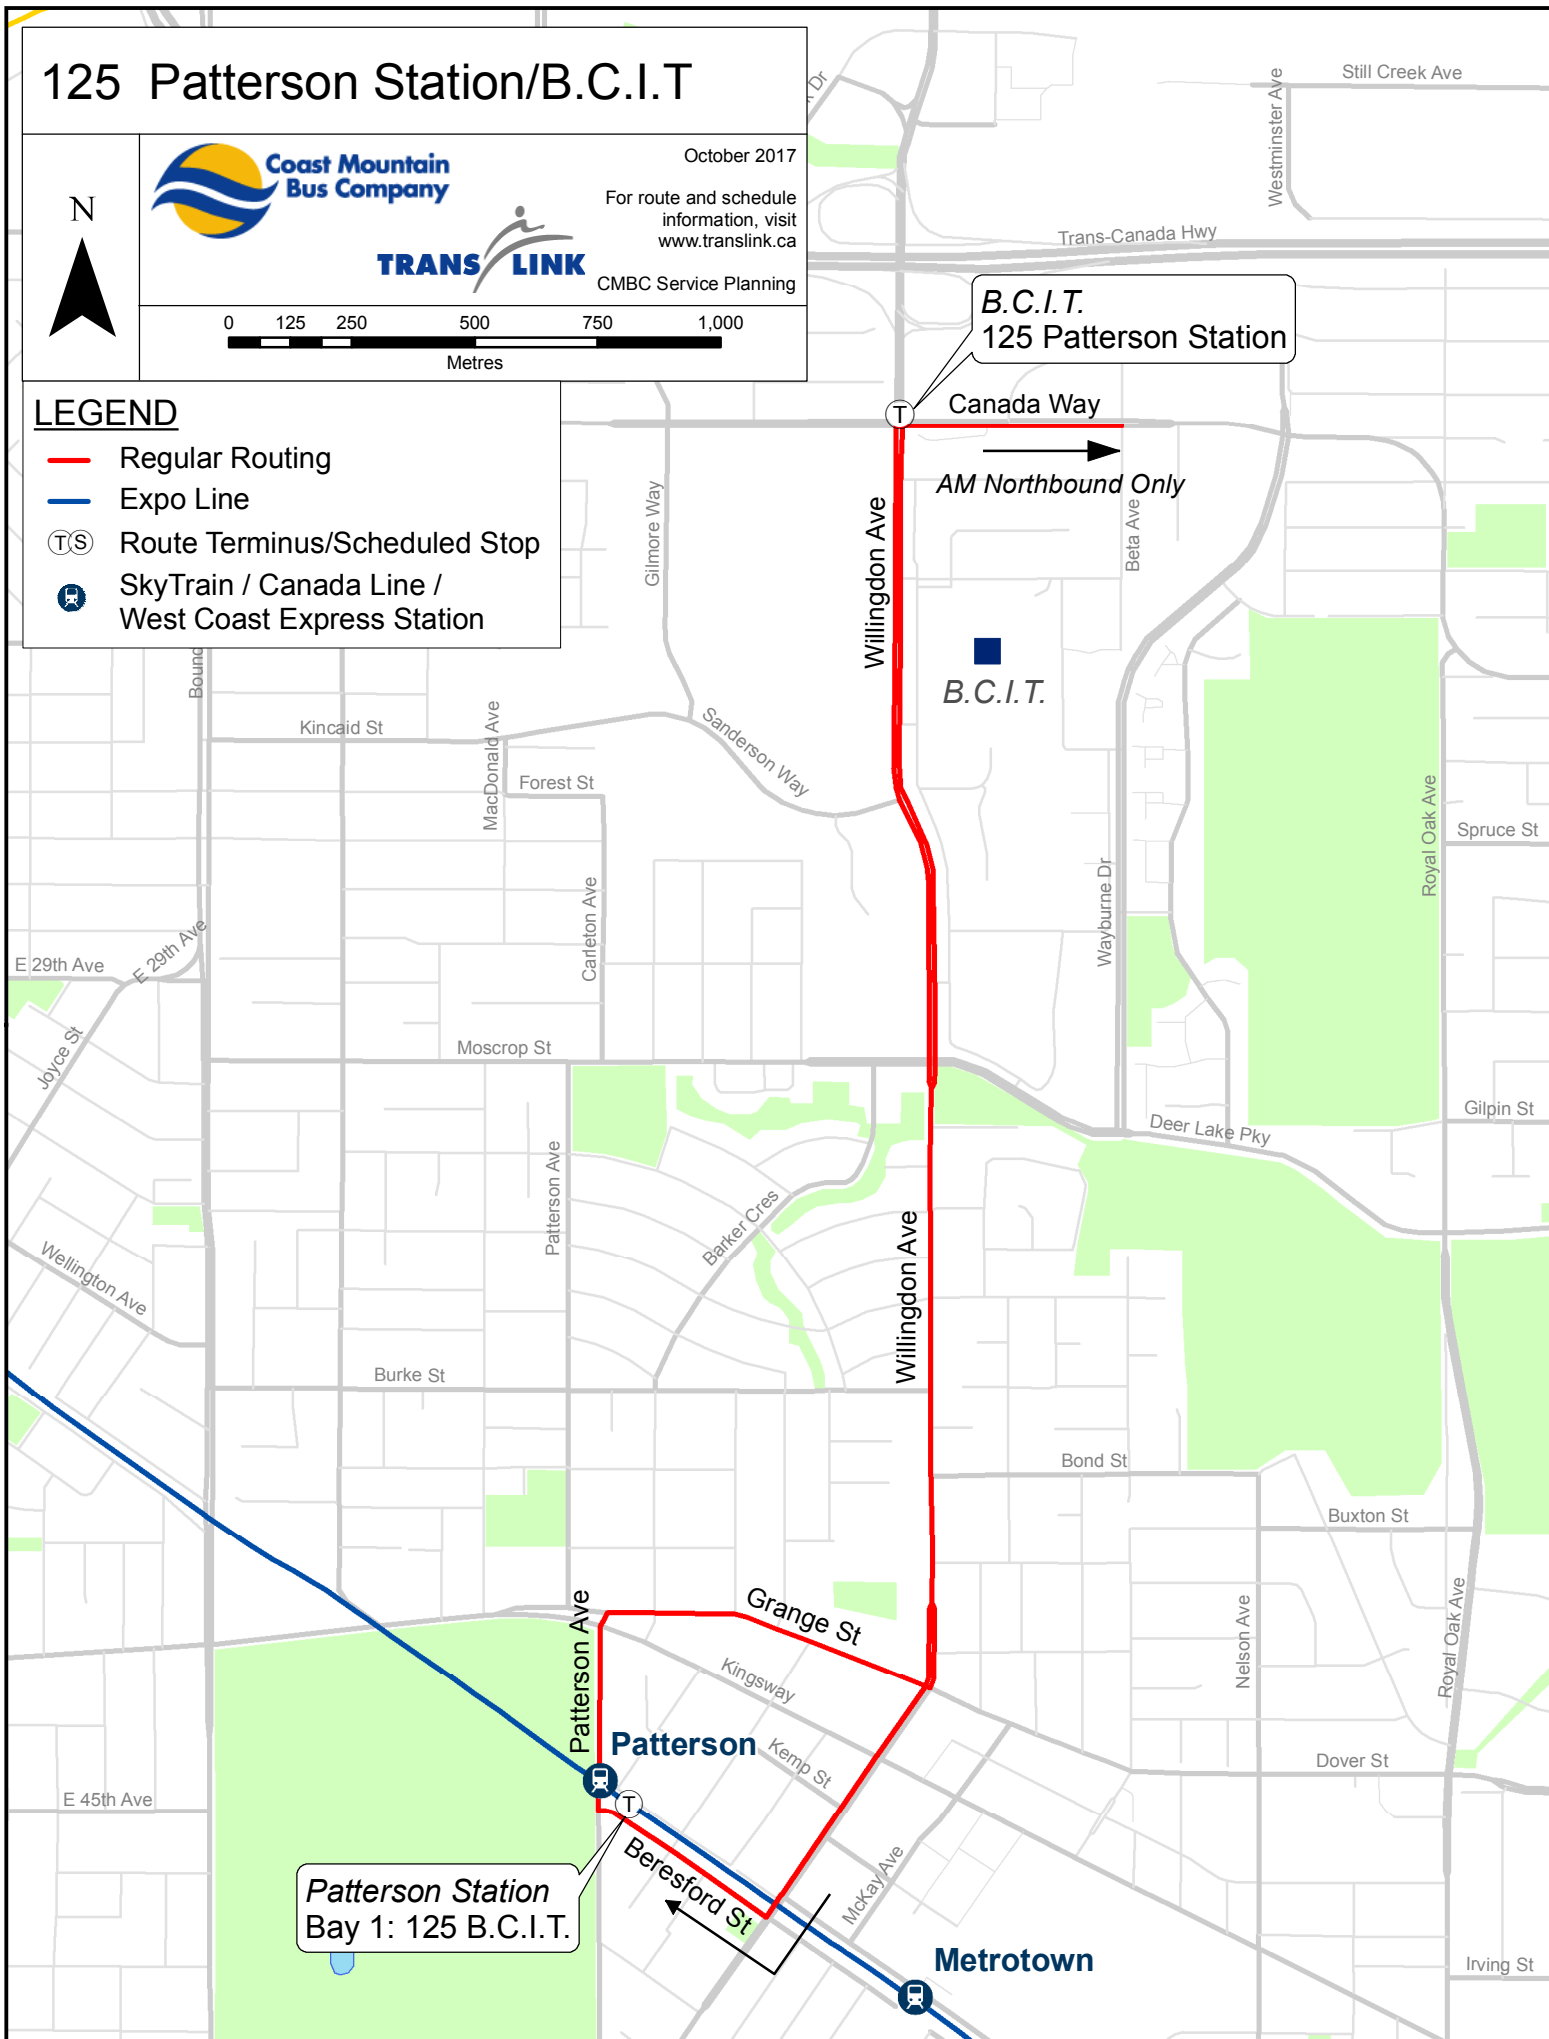 125 Patterson Station/B.C.I.T
N
Coast Mountain
Bus Company
TRANS LINK
October 2017
For route and schedule
information, visit
www.translink.ca
CMBC Service Planning
0 125 250 500 750 1,000
Metres
LEGEND
Regular Routing
Expo Line
T S Route Terminus/Scheduled Stop
SkyTrain / Canada Line /
West Coast Express Station
Still Creek Ave
Westminster Ave
Trans-Canada Hwy
B.C.I.T.
125 Patterson Station
T
Canada Way
AM Northbound Only
Gilmore Way
Willingdon Ave
Beta Ave
B.C.I.T.
Kincaid St
MacDonald Ave
Sanderson Way
Forest St
Royal Oak Ave
Spruce St
Wayburne Dr
Carleton Ave
E 29th Ave
E 29th Ave
Joyce St
Moscrop St
Gilpin St
Deer Lake Pky
Patterson Ave
Barker Cres
Willingdon Ave
Wellington Ave
Burke St
Bond St
Buxton St
Patterson Ave
Grange St
Kingsway
Nelson Ave
Royal Oak Ave
Patterson
Kemp St
Dover St
E 45th Ave
T
Beresford St
McKay Ave
Patterson Station
Bay 1: 125 B.C.I.T.
Metrotown
Irving St